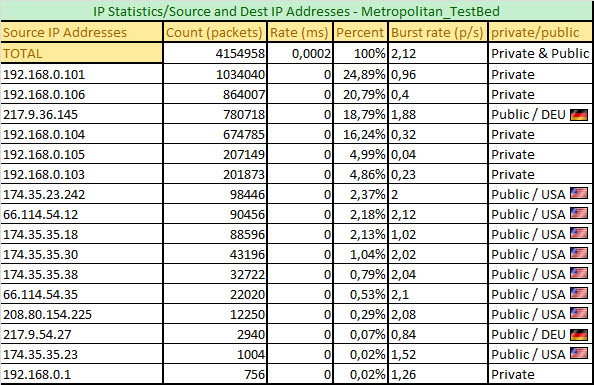 IP Statistics/Source and Dest IP Addresses - Metropolitan_TestBed
Source IP Addresses Count (packets) Rate (ms) Percent Burst rate (p/s) private/public
TOTAL 4154958 0,0002 100% 2,12 Private & Public
192.168.0.101 1034040 0 24,89% 0,96 Private
192.168.0.106 864007 0 20,79% 0,4 Private
217.9.36.145 780718 0 18,79% 1,88 Public / DEU
192.168.0.104 674785 0 16,24% 0,32 Private
192.168.0.105 207149 0 4,99% 0,04 Private
192.168.0.103 201873 0 4,86% 0,23 Private
174.35.23.242 98446 0 2,37% 2 Public / USA
66.114.54.12 90456 0 2,18% 2,12 Public / USA
174.35.35.18 88596 0 2,13% 1,02 Public / USA
174.35.35.30 43196 0 1,04% 2,02 Public / USA
174.35.35.38 32722 0 0,79% 2,04 Public / USA
66.114.54.35 22020 0 0,53% 2,1 Public / USA
208.80.154.225 12250 0 0,29% 2,08 Public / USA
217.9.54.27 2940 0 0,07% 0,84 Public / DEU
174.35.35.23 1004 0 0,02% 1,52 Public / USA
192.168.0.1 756 0 0,02% 1,26 Private